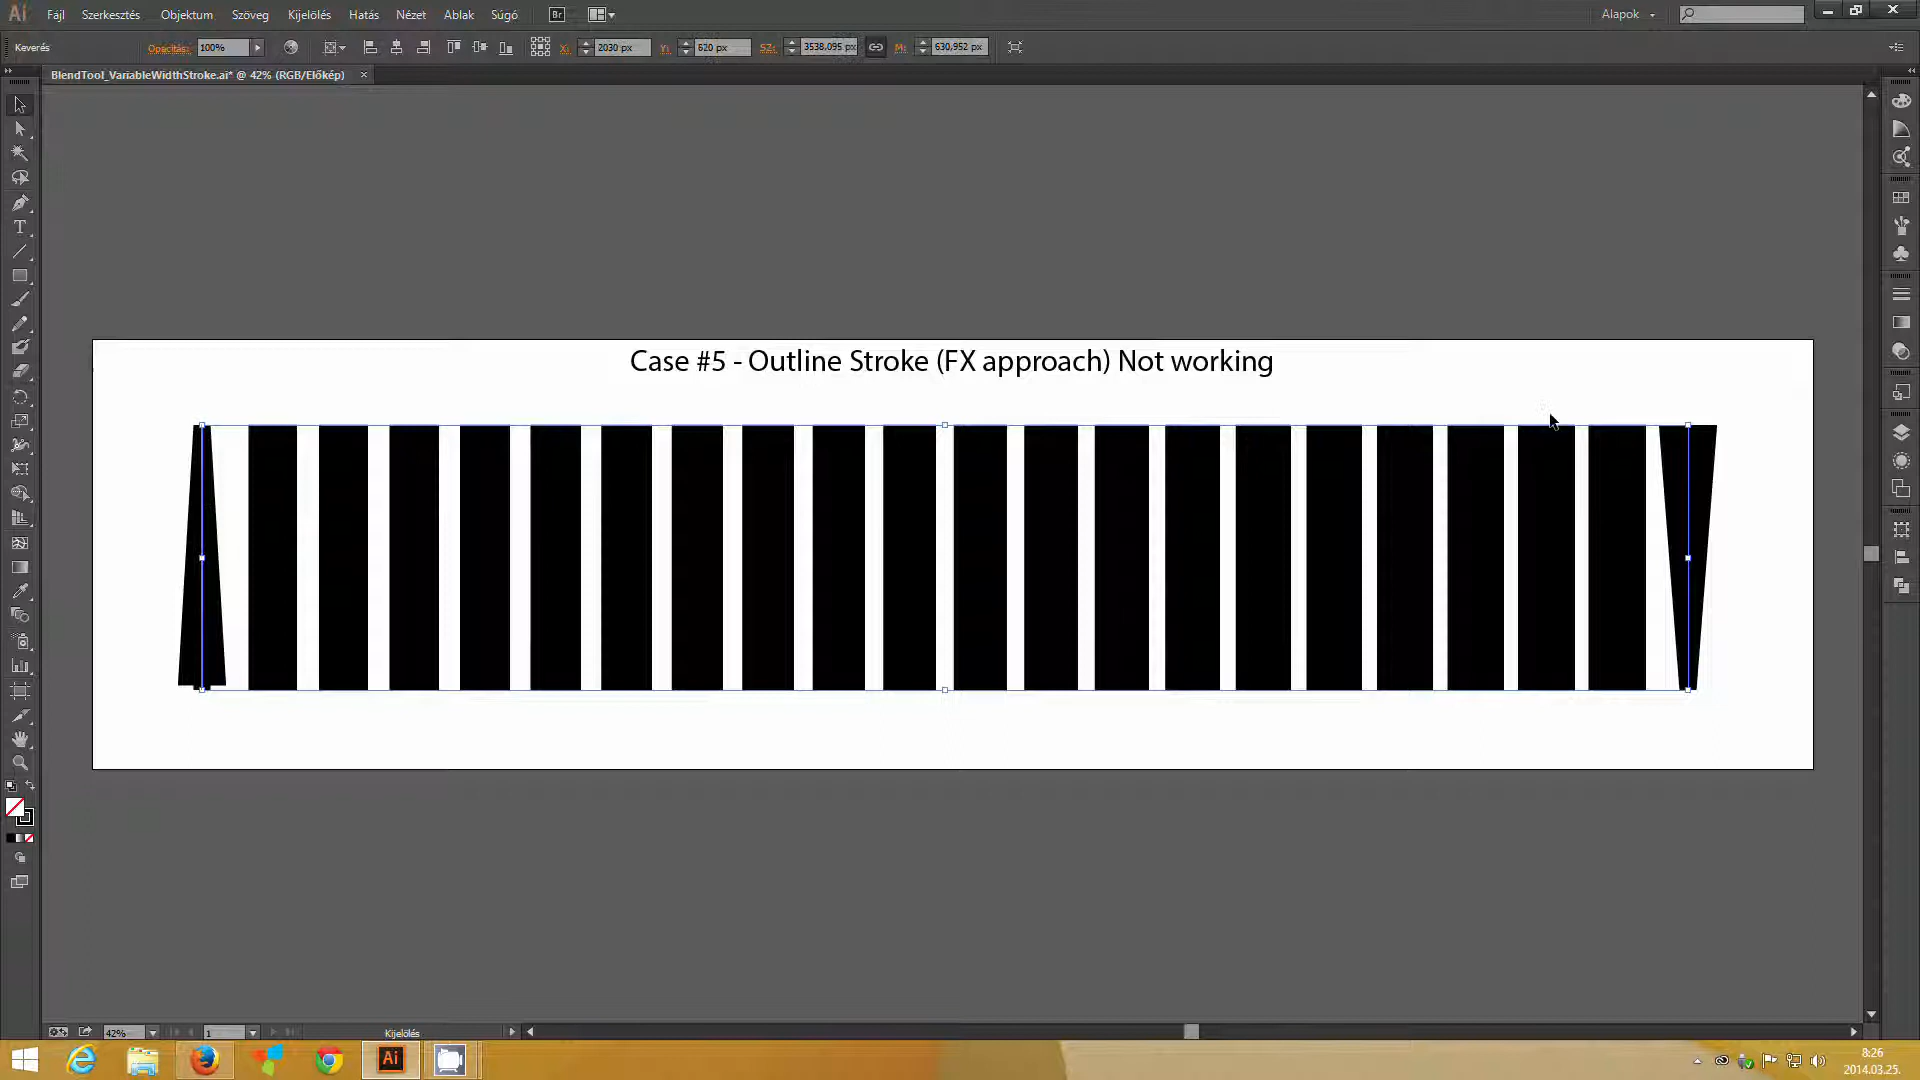 Ai Fájl Szerkesztés Objektum Szöveg Kijelölés Hatás Nézet Ablak Súgó Br Alapok
Keverés Opacitás: 100% X: 2030 px Y: 620 px SZ: 3538,095 px M: 630,952 px
BlendTool_VariableWidthStroke.ai* @ 42% (RGB/Előkép)
Case #5 - Outline Stroke (FX approach) Not working
42% 1 Kijelölés
Ai 8:26
2014.03.25.